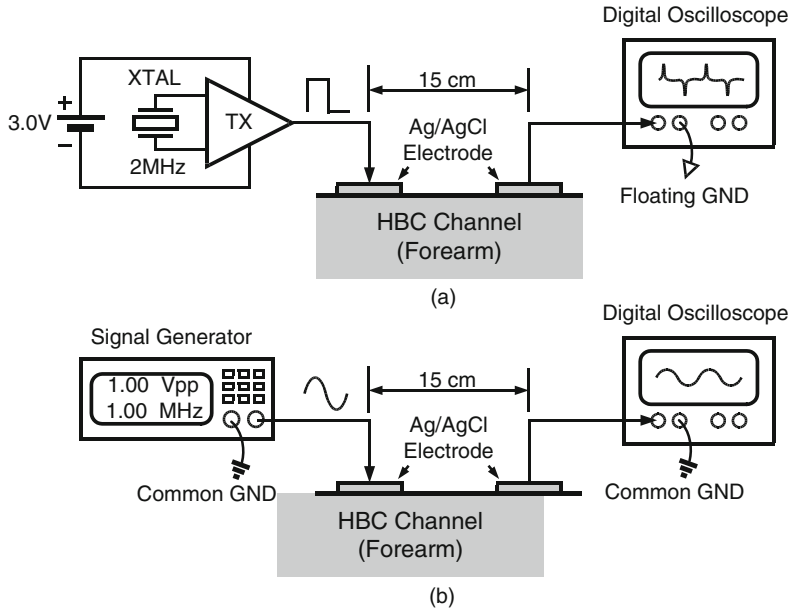 Digital Oscilloscope
XTAL
15 cm
3.0V
+
−
TX
2MHz
Ag/AgCl
Electrode
Floating GND
HBC Channel
(Forearm)
(a)
Digital Oscilloscope
Signal Generator
15 cm
1.00 Vpp
1.00 MHz
Ag/AgCl
Electrode
Common GND
Common GND
HBC Channel
(Forearm)
(b)